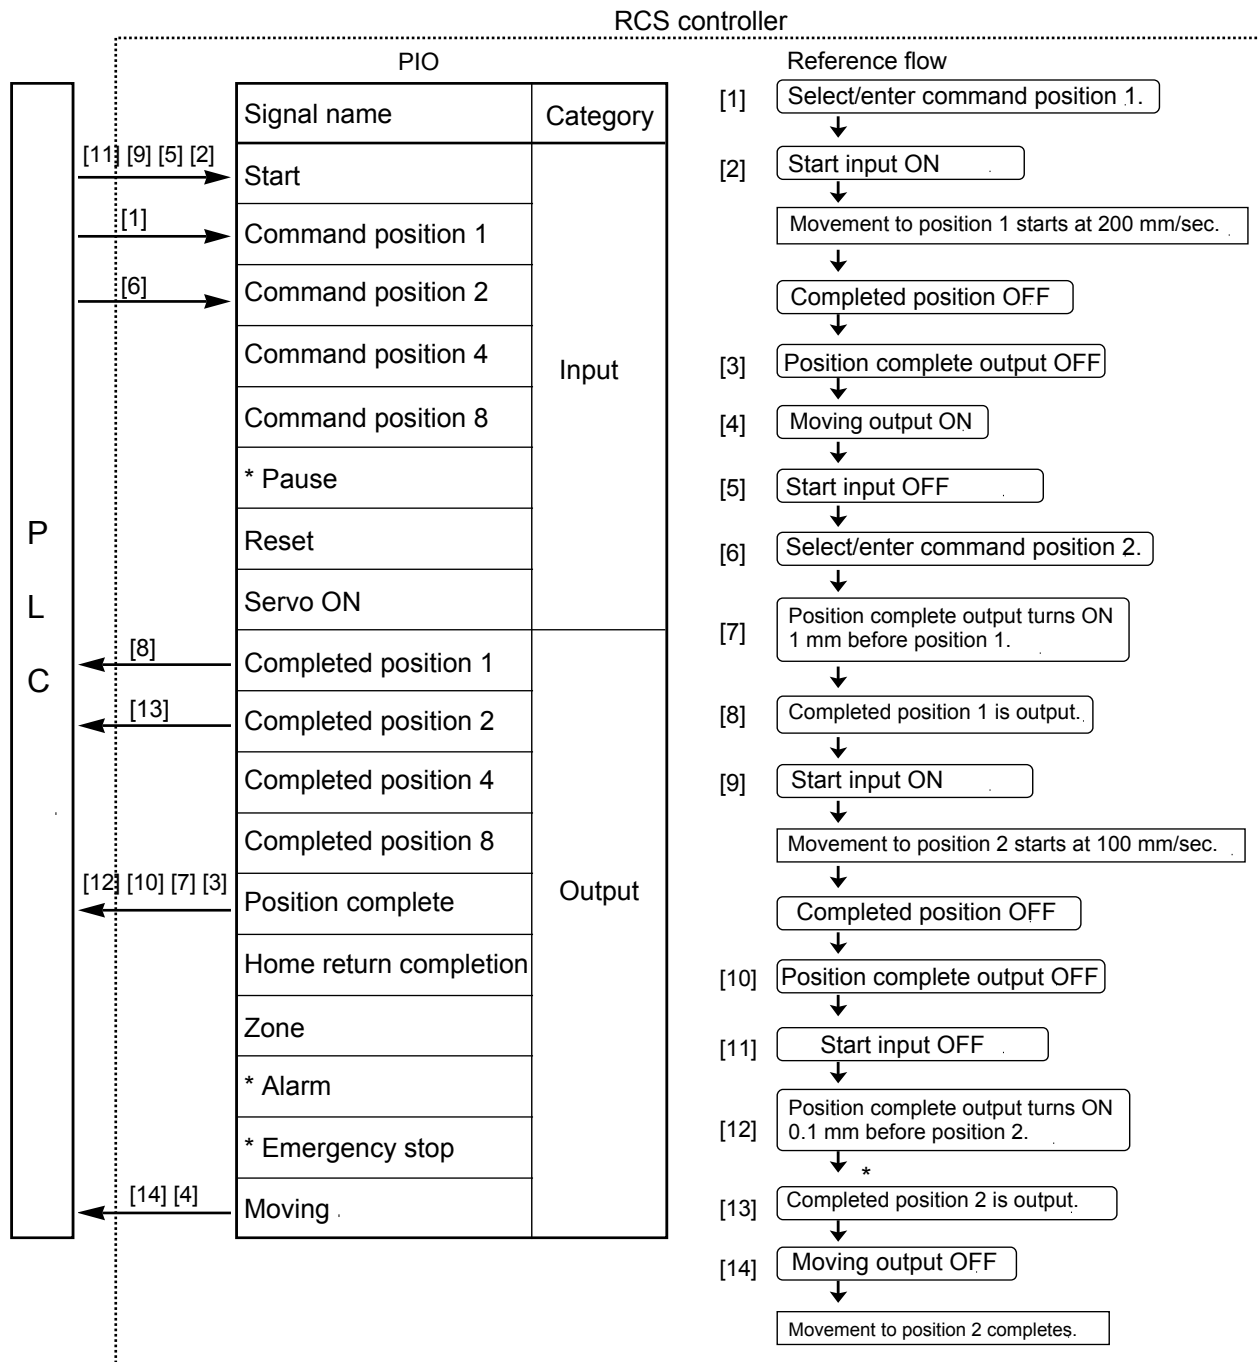 RCS controller
PIO
Signal name
Category
[11] [9] [5] [2]
Start
[1]
Command position 1
[6]
Command position 2
Command position 4
Command position 8
Input
* Pause
Reset
Servo ON
P
L
C
[8]
Completed position 1
[13]
Completed position 2
Completed position 4
Completed position 8
[12] [10] [7] [3]
Position complete
Output
Home return completion
Zone
* Alarm
* Emergency stop
[14] [4]
Moving
Reference flow
[1]
Select/enter command position 1.
[2]
Start input ON
Movement to position 1 starts at 200 mm/sec.
Completed position OFF
[3]
Position complete output OFF
[4]
Moving output ON
[5]
Start input OFF
[6]
Select/enter command position 2.
[7]
Position complete output turns ON
1 mm before position 1.
[8]
Completed position 1 is output.
[9]
Start input ON
Movement to position 2 starts at 100 mm/sec.
Completed position OFF
[10]
Position complete output OFF
[11]
Start input OFF
[12]
Position complete output turns ON
0.1 mm before position 2.
*
[13]
Completed position 2 is output.
[14]
Moving output OFF
Movement to position 2 completes.